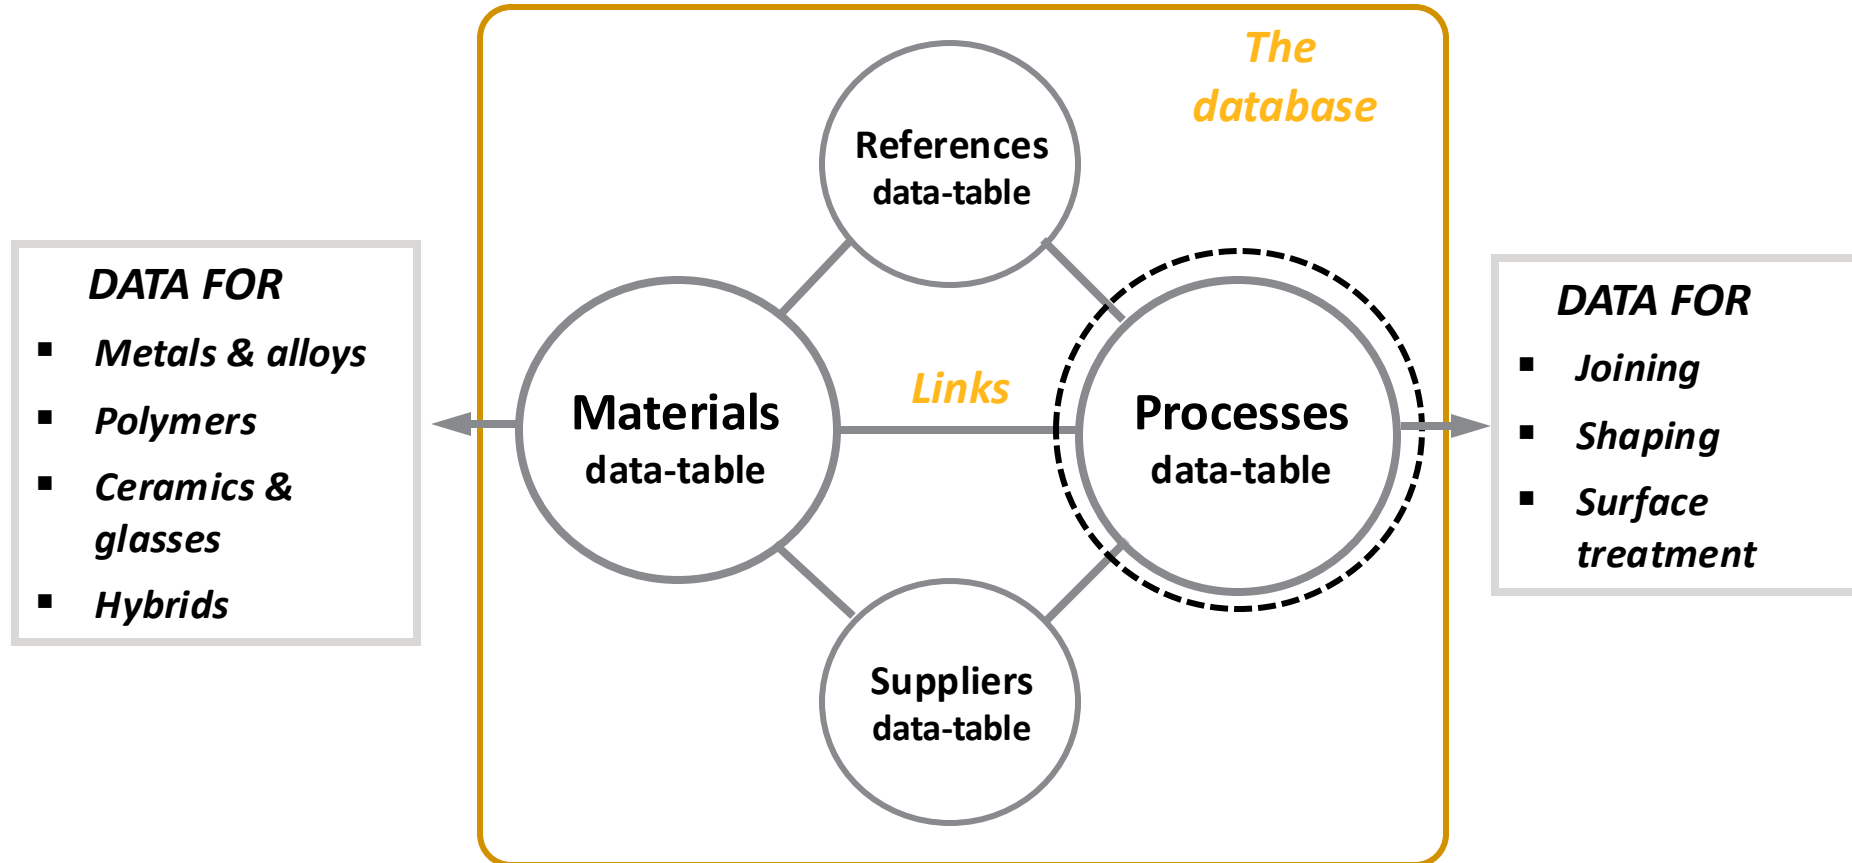 The
database
References
data-table
DATA FOR
▪ Metals & alloys
▪ Polymers
▪ Ceramics &
glasses
▪ Hybrids
Materials
data-table
Links
Processes
data-table
DATA FOR
▪ Joining
▪ Shaping
▪ Surface
treatment
Suppliers
data-table